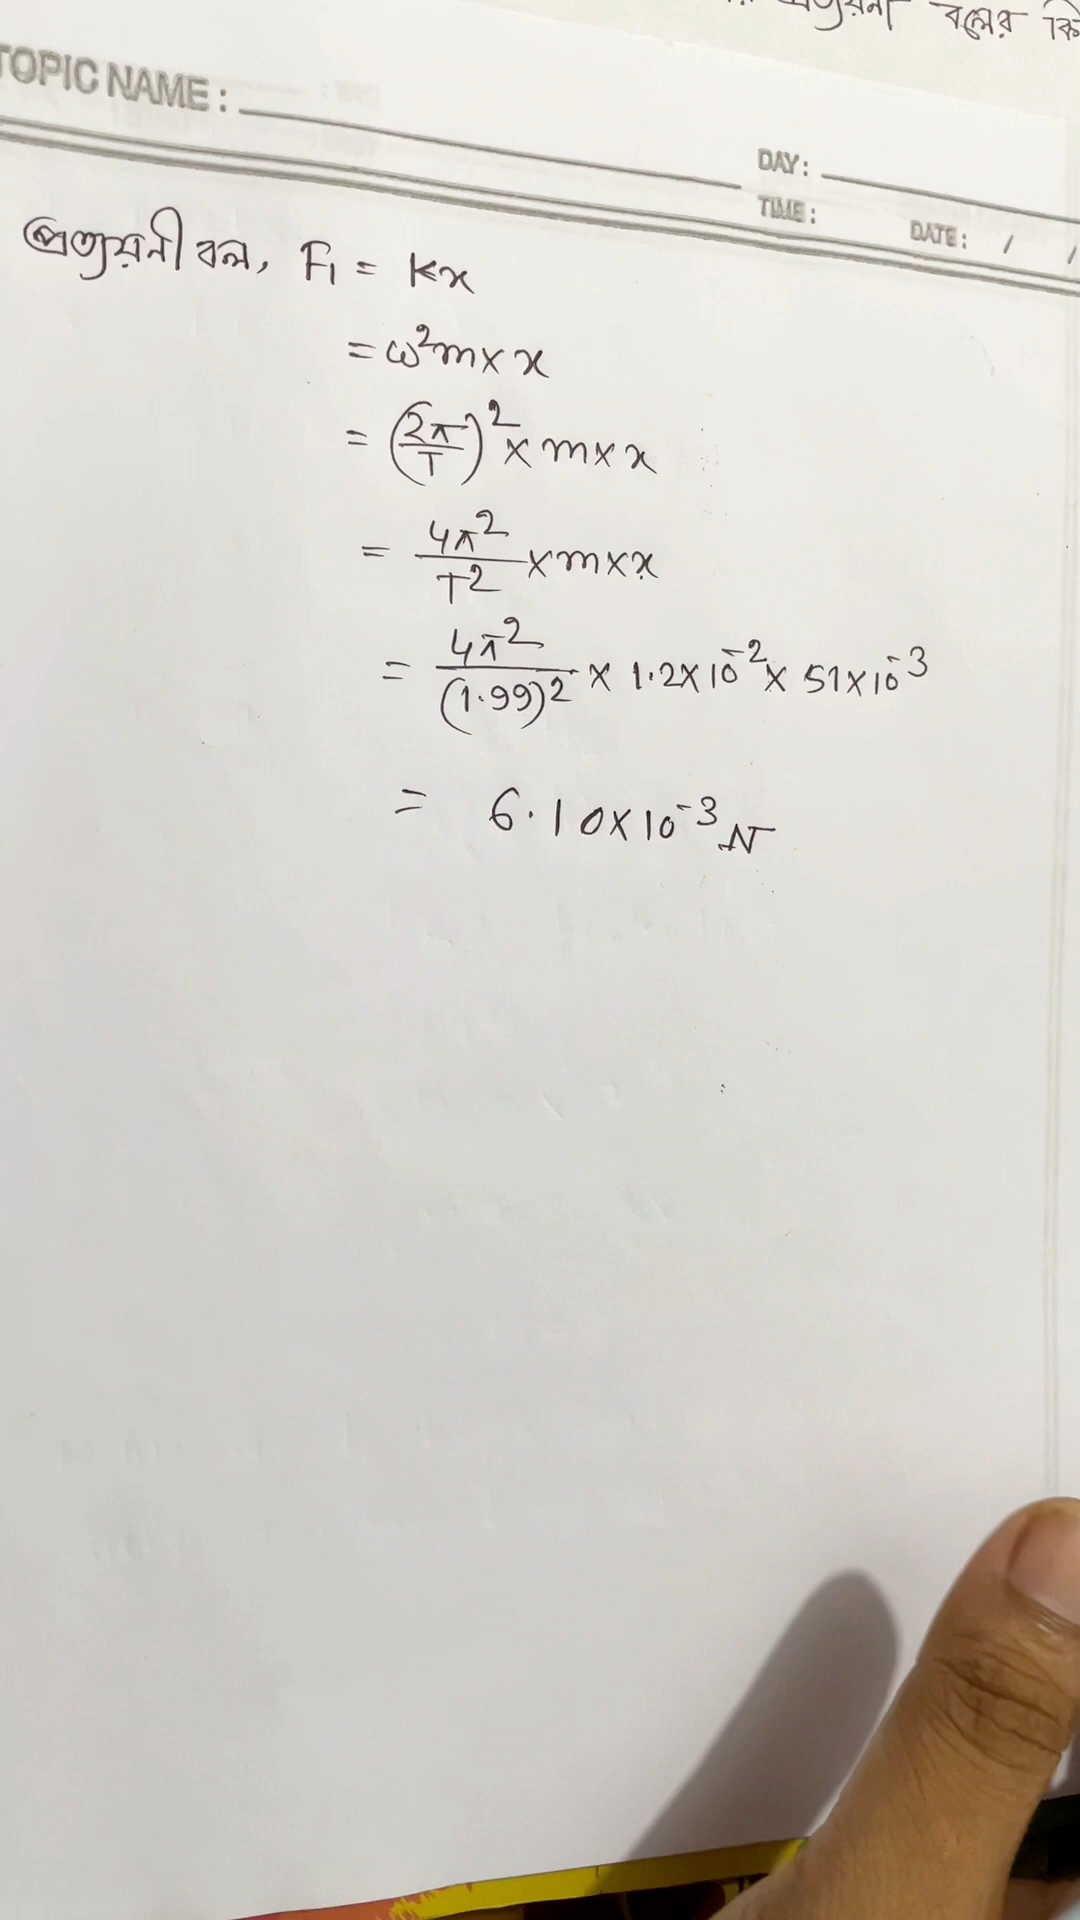 বলের
TOPIC NAME :
DAY :
TIME :
DATE : / /
প্রত্যয়নী বল, F₁ = kx
= ω²m × x
= (2π/T)² × m × x
= 4π²/T² × m × x
= 4π²/(1.99)² × 1.2×10⁻² × 51×10⁻³
= 6.10×10⁻³ N